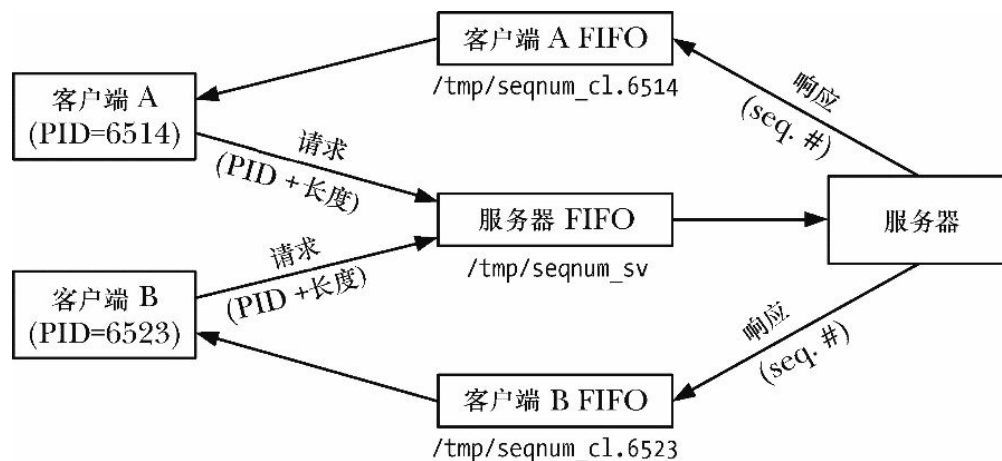 客户端 A FIFO
/tmp/seqnum_cl.6514
客户端 A
(PID=6514)
响应
(seq. #)
请求
(PID +长度)
服务器 FIFO
/tmp/seqnum_sv
服务器
请求
(PID +长度)
客户端 B
(PID=6523)
响应
(seq. #)
客户端 B FIFO
/tmp/seqnum_cl.6523